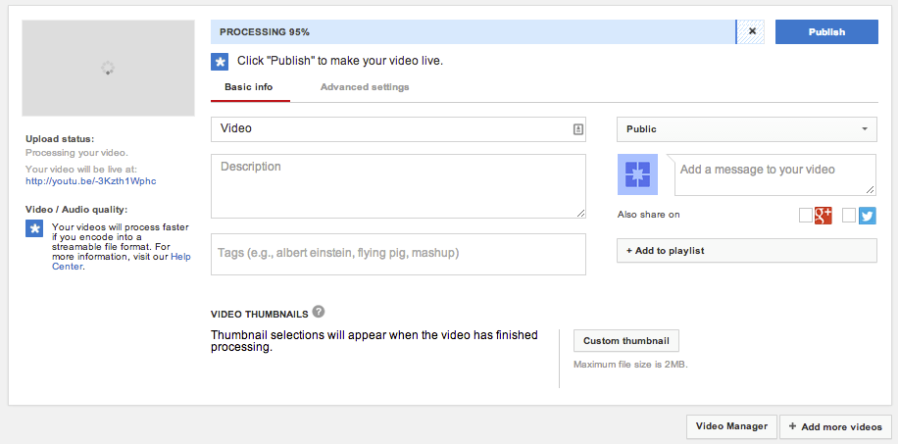 PROCESSING 95%
Publish
Click "Publish" to make your video live.
Basic info
Advanced settings
Upload status:
Processing your video.
Your video will be live at:
http://youtu.be/-3Kzth1Wphc
Video / Audio quality:
Your videos will process faster
if you encode into a
streamable file format. For
more information, visit our Help
Center.
Video
Description
Tags (e.g., albert einstein, flying pig, mashup)
Public
Add a message to your video
Also share on
g+
+ Add to playlist
VIDEO THUMBNAILS ?
Thumbnail selections will appear when the video has finished
processing.
Custom thumbnail
Maximum file size is 2MB.
Video Manager
+ Add more videos